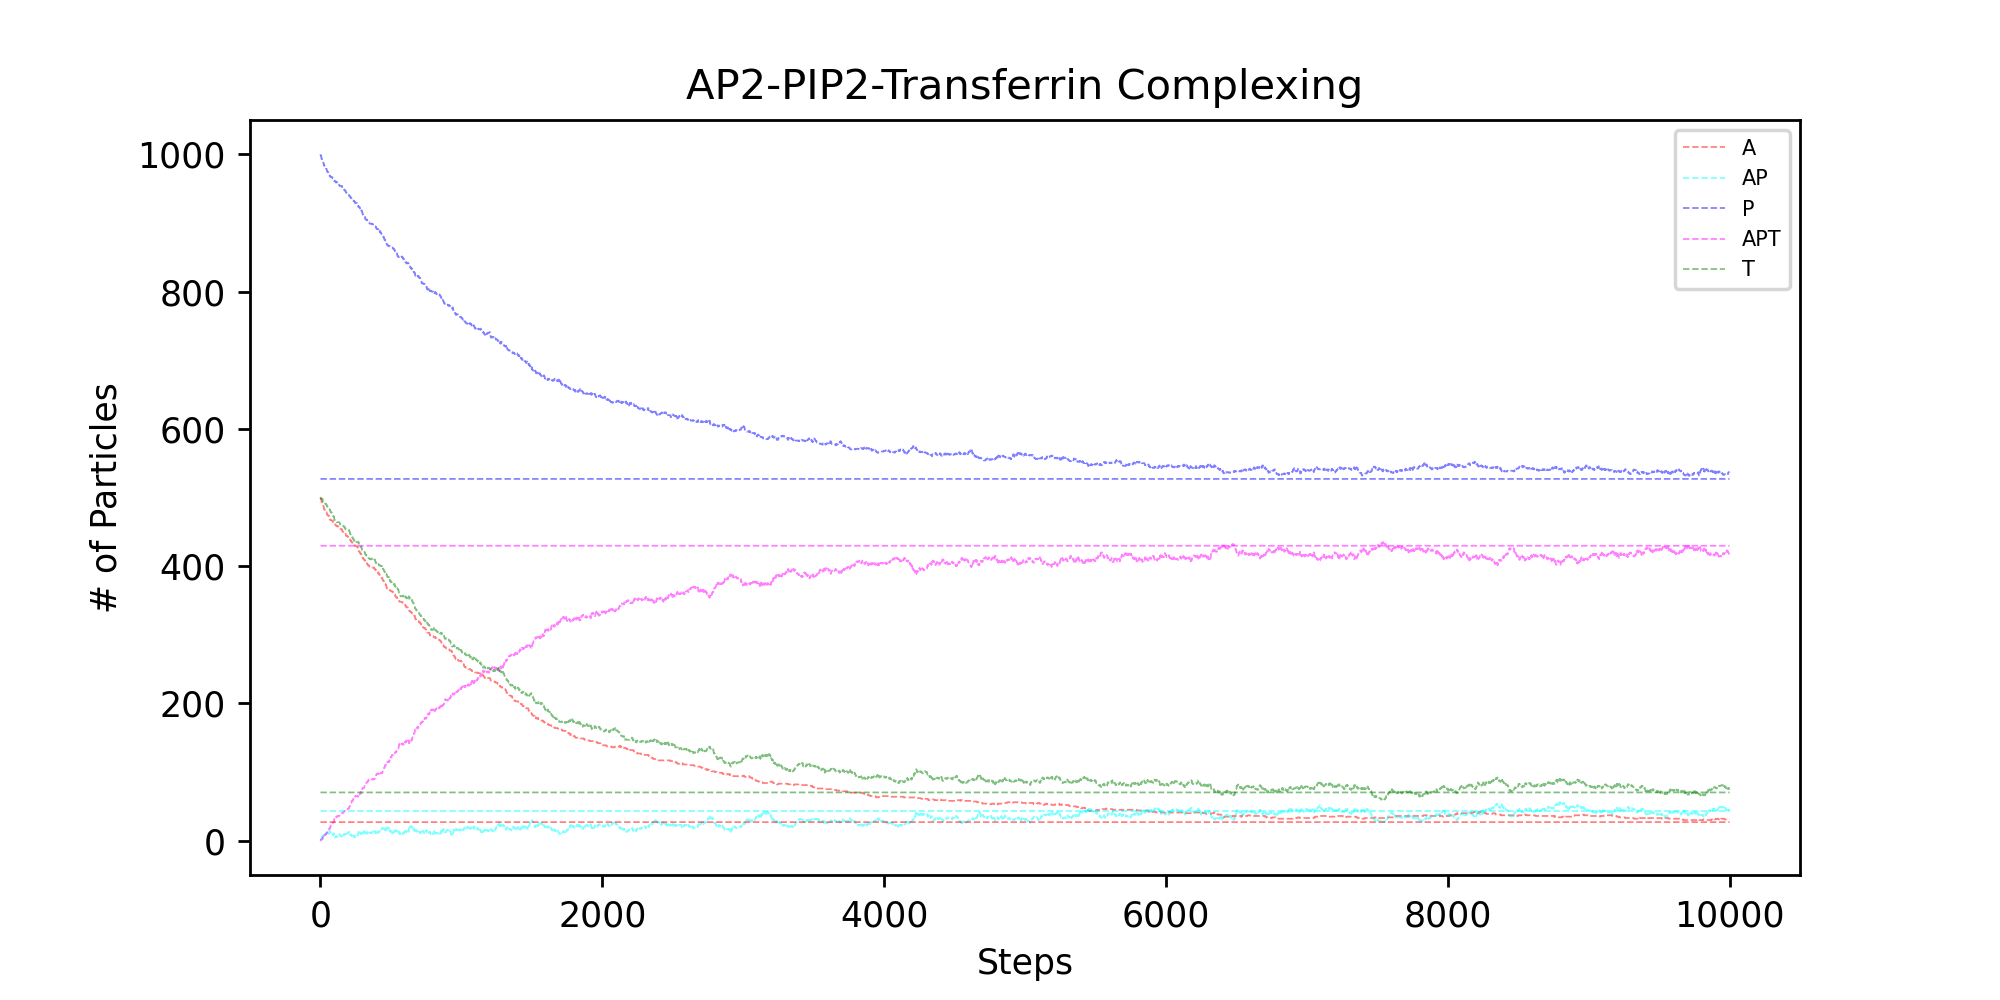 AP2-PIP2-Transferrin Complexing
# of Particles
1000
800
600
400
200
0
A
AP
P
APT
T
0 2000 4000 6000 8000 10000
Steps